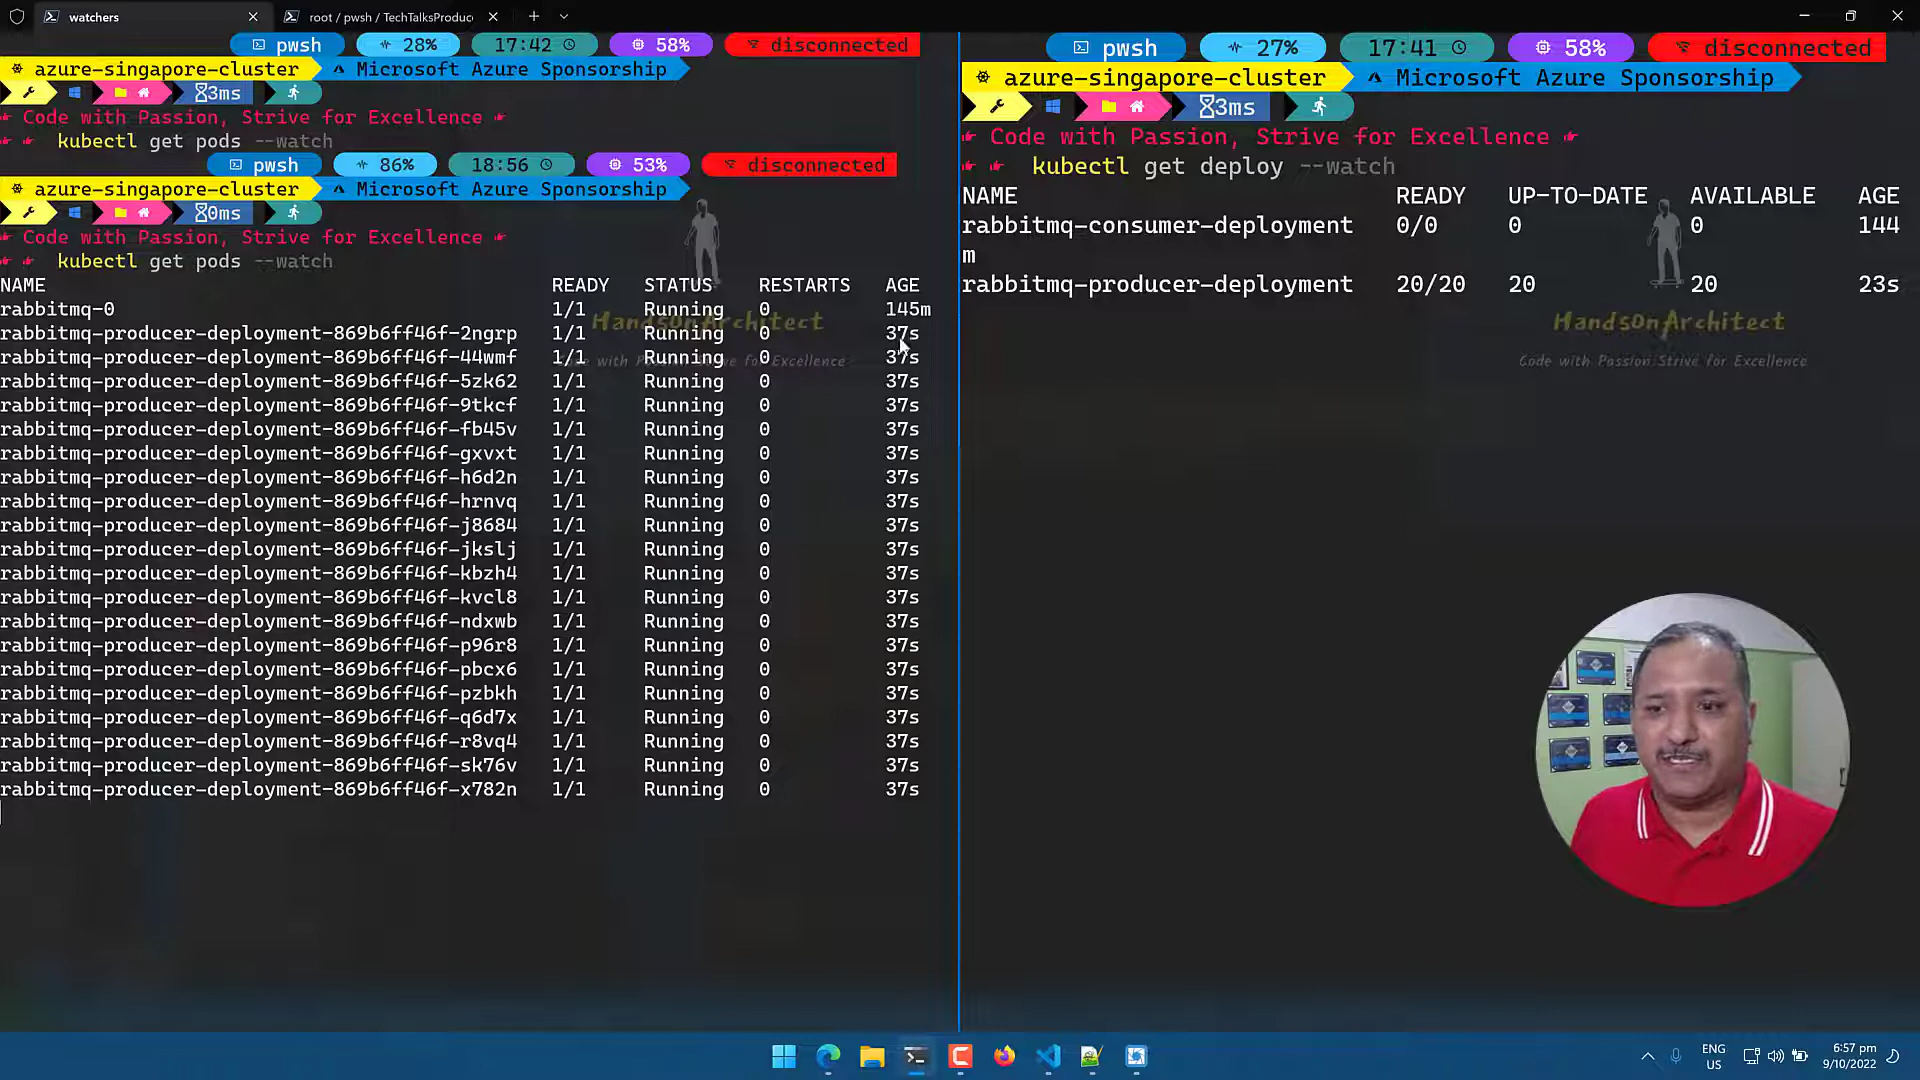 watchers
root / pwsh / TechTalksProduc
pwsh 28% 17:42 58% disconnected
azure-singapore-cluster Microsoft Azure Sponsorship
3ms
Code with Passion, Strive for Excellence
kubectl get pods --watch
pwsh 86% 18:56 53% disconnected
azure-singapore-cluster Microsoft Azure Sponsorship
0ms
Code with Passion, Strive for Excellence
kubectl get pods --watch
NAME READY STATUS RESTARTS AGE
rabbitmq-0 1/1 Running 0 145m
rabbitmq-producer-deployment-869b6ff46f-2ngrp 1/1 Running 0 37s
rabbitmq-producer-deployment-869b6ff46f-44wmf 1/1 Running 0 37s
rabbitmq-producer-deployment-869b6ff46f-5zk62 1/1 Running 0 37s
rabbitmq-producer-deployment-869b6ff46f-9tkcf 1/1 Running 0 37s
rabbitmq-producer-deployment-869b6ff46f-fb45v 1/1 Running 0 37s
rabbitmq-producer-deployment-869b6ff46f-gxvxt 1/1 Running 0 37s
rabbitmq-producer-deployment-869b6ff46f-h6d2n 1/1 Running 0 37s
rabbitmq-producer-deployment-869b6ff46f-hrnvq 1/1 Running 0 37s
rabbitmq-producer-deployment-869b6ff46f-j8684 1/1 Running 0 37s
rabbitmq-producer-deployment-869b6ff46f-jkslj 1/1 Running 0 37s
rabbitmq-producer-deployment-869b6ff46f-kbzh4 1/1 Running 0 37s
rabbitmq-producer-deployment-869b6ff46f-kvcl8 1/1 Running 0 37s
rabbitmq-producer-deployment-869b6ff46f-ndxwb 1/1 Running 0 37s
rabbitmq-producer-deployment-869b6ff46f-p96r8 1/1 Running 0 37s
rabbitmq-producer-deployment-869b6ff46f-pbcx6 1/1 Running 0 37s
rabbitmq-producer-deployment-869b6ff46f-pzbkh 1/1 Running 0 37s
rabbitmq-producer-deployment-869b6ff46f-q6d7x 1/1 Running 0 37s
rabbitmq-producer-deployment-869b6ff46f-r8vq4 1/1 Running 0 37s
rabbitmq-producer-deployment-869b6ff46f-sk76v 1/1 Running 0 37s
rabbitmq-producer-deployment-869b6ff46f-x782n 1/1 Running 0 37s
HandsOnArchitect
Code with Passion Strive for Excellence
pwsh 27% 17:41 58% disconnected
azure-singapore-cluster Microsoft Azure Sponsorship
3ms
Code with Passion, Strive for Excellence
kubectl get deploy --watch
NAME READY UP-TO-DATE AVAILABLE AGE
rabbitmq-consumer-deployment 0/0 0 0 144
m
rabbitmq-producer-deployment 20/20 20 20 23s
HandsOnArchitect
Code with Passion Strive for Excellence
ENG
US
6:57 pm
9/10/2022